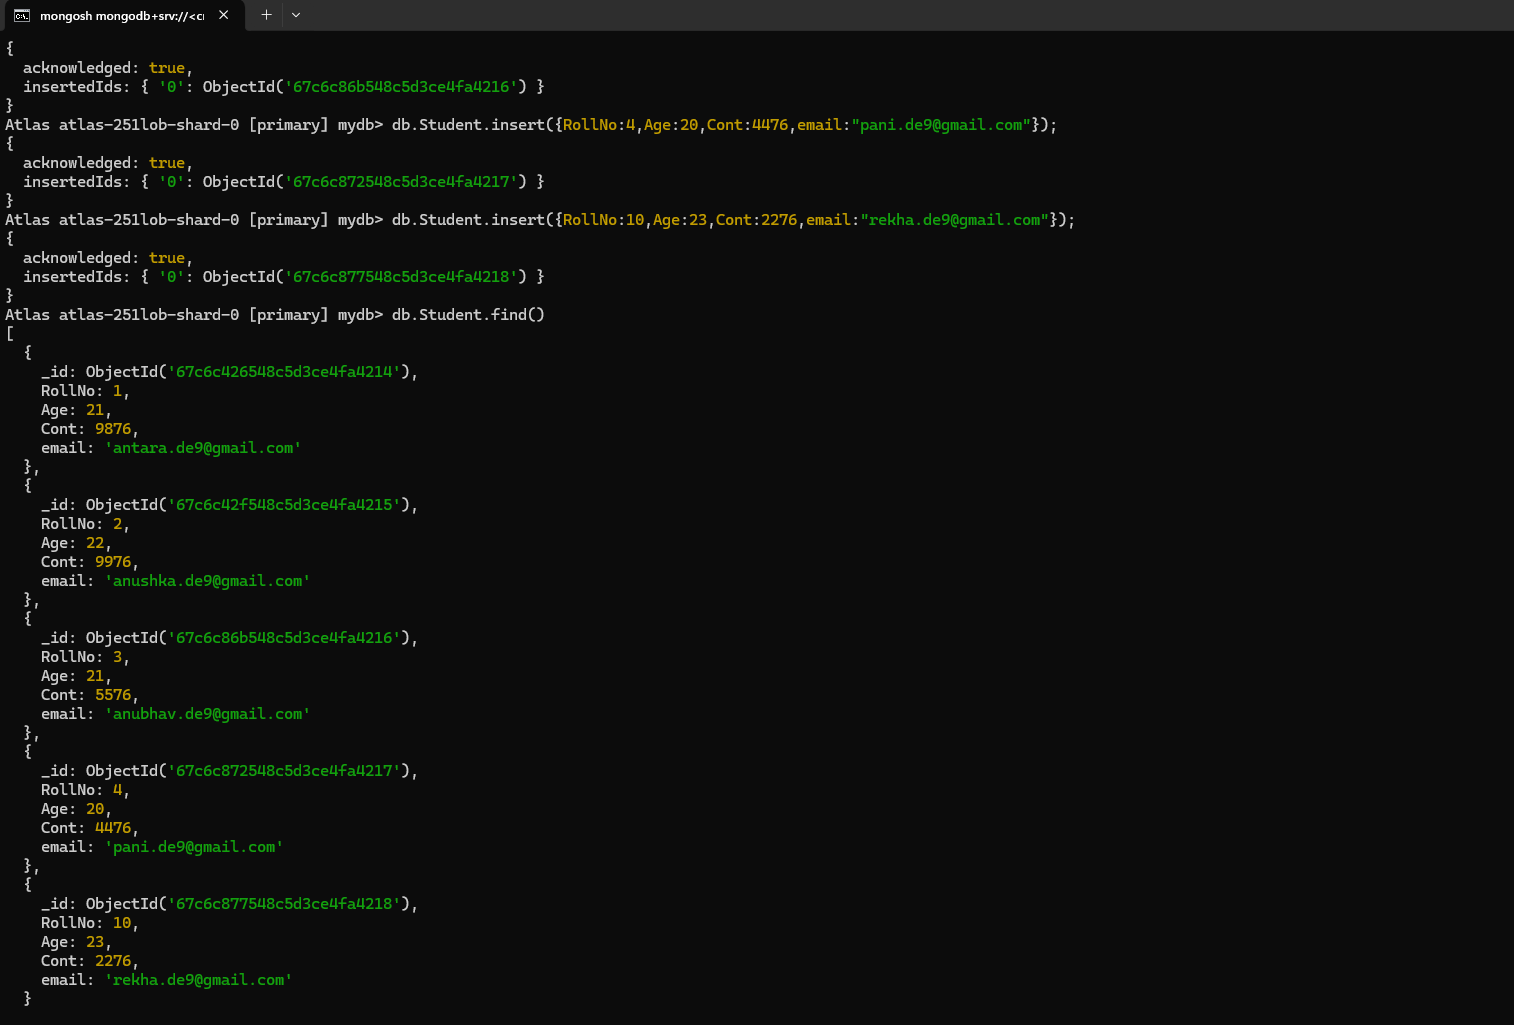 mongosh mongodb+srv://<cr
{
  acknowledged: true,
  insertedIds: { '0': ObjectId('67c6c86b548c5d3ce4fa4216') }
}
Atlas atlas-251lob-shard-0 [primary] mydb> db.Student.insert({RollNo:4,Age:20,Cont:4476,email:"pani.de9@gmail.com"});
{
  acknowledged: true,
  insertedIds: { '0': ObjectId('67c6c872548c5d3ce4fa4217') }
}
Atlas atlas-251lob-shard-0 [primary] mydb> db.Student.insert({RollNo:10,Age:23,Cont:2276,email:"rekha.de9@gmail.com"});
{
  acknowledged: true,
  insertedIds: { '0': ObjectId('67c6c877548c5d3ce4fa4218') }
}
Atlas atlas-251lob-shard-0 [primary] mydb> db.Student.find()
[
  {
    _id: ObjectId('67c6c426548c5d3ce4fa4214'),
    RollNo: 1,
    Age: 21,
    Cont: 9876,
    email: 'antara.de9@gmail.com'
  },
  {
    _id: ObjectId('67c6c42f548c5d3ce4fa4215'),
    RollNo: 2,
    Age: 22,
    Cont: 9976,
    email: 'anushka.de9@gmail.com'
  },
  {
    _id: ObjectId('67c6c86b548c5d3ce4fa4216'),
    RollNo: 3,
    Age: 21,
    Cont: 5576,
    email: 'anubhav.de9@gmail.com'
  },
  {
    _id: ObjectId('67c6c872548c5d3ce4fa4217'),
    RollNo: 4,
    Age: 20,
    Cont: 4476,
    email: 'pani.de9@gmail.com'
  },
  {
    _id: ObjectId('67c6c877548c5d3ce4fa4218'),
    RollNo: 10,
    Age: 23,
    Cont: 2276,
    email: 'rekha.de9@gmail.com'
  }